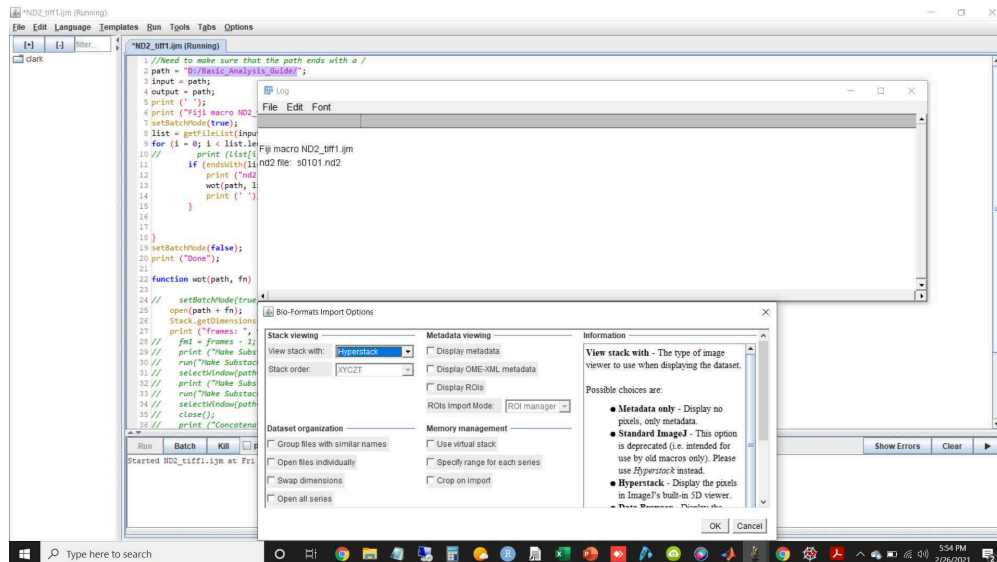 *ND2_tiff1.ijm (Running)
File Edit Language Templates Run Tools Tabs Options
[+] [-] filter... *ND2_tiff1.ijm (Running)
clark
1 //Need to make sure that the path ends with a /
2 path = "D:/Basic_Analysis_Guide/";
3 input = path;
4 output = path;
5 print (' ');
6 print ("Fiji macro ND2_
7 setBatchMode(true);
8 list = getFileList(inpu
9 for (i = 0; i < list.le
10 // print (list[i
11 if (endsWith(li
12 print ("nd2
13 wot(path, l
14 print (' ')
15 }
16
17
18 }
19 setBatchMode(false);
20 print ("Done");
21
22 function wot(path, fn)
23
24 // setBatchMode(true
25 open(path + fn);
26 Stack.getDimensions
27 print ("frames: ",
28 // fm1 = frames - 1;
29 // print ("Make Subs
30 // run("Make Substac
31 // selectWindow(path
32 // print ("Make Subs
33 // run("Make Substac
34 // selectWindow(path
35 // close();
36 // print ("Concatena
Log
File Edit Font
Fiji macro ND2_tiff1.ijm
nd2 file: s0101.nd2
Bio-Formats Import Options
Stack viewing
View stack with: Hyperstack
Stack order: XYCZT
Dataset organization
Group files with similar names
Open files individually
Swap dimensions
Open all series
Metadata viewing
Display metadata
Display OME-XML metadata
Display ROIs
ROIs Import Mode: ROI manager
Memory management
Use virtual stack
Specify range for each series
Crop on import
Information
View stack with - The type of image
viewer to use when displaying the dataset.
Possible choices are:
Metadata only - Display no
pixels, only metadata.
Standard ImageJ - This option
is deprecated (i.e. intended for
use by old macros only). Please
use Hyperstack instead.
Hyperstack - Display the pixels
in ImageJ's built-in 5D viewer.
OK Cancel
Run Batch Kill
Show Errors Clear
Started ND2_tiff1.ijm at Fri
Type here to search
5:54 PM
2/26/2021